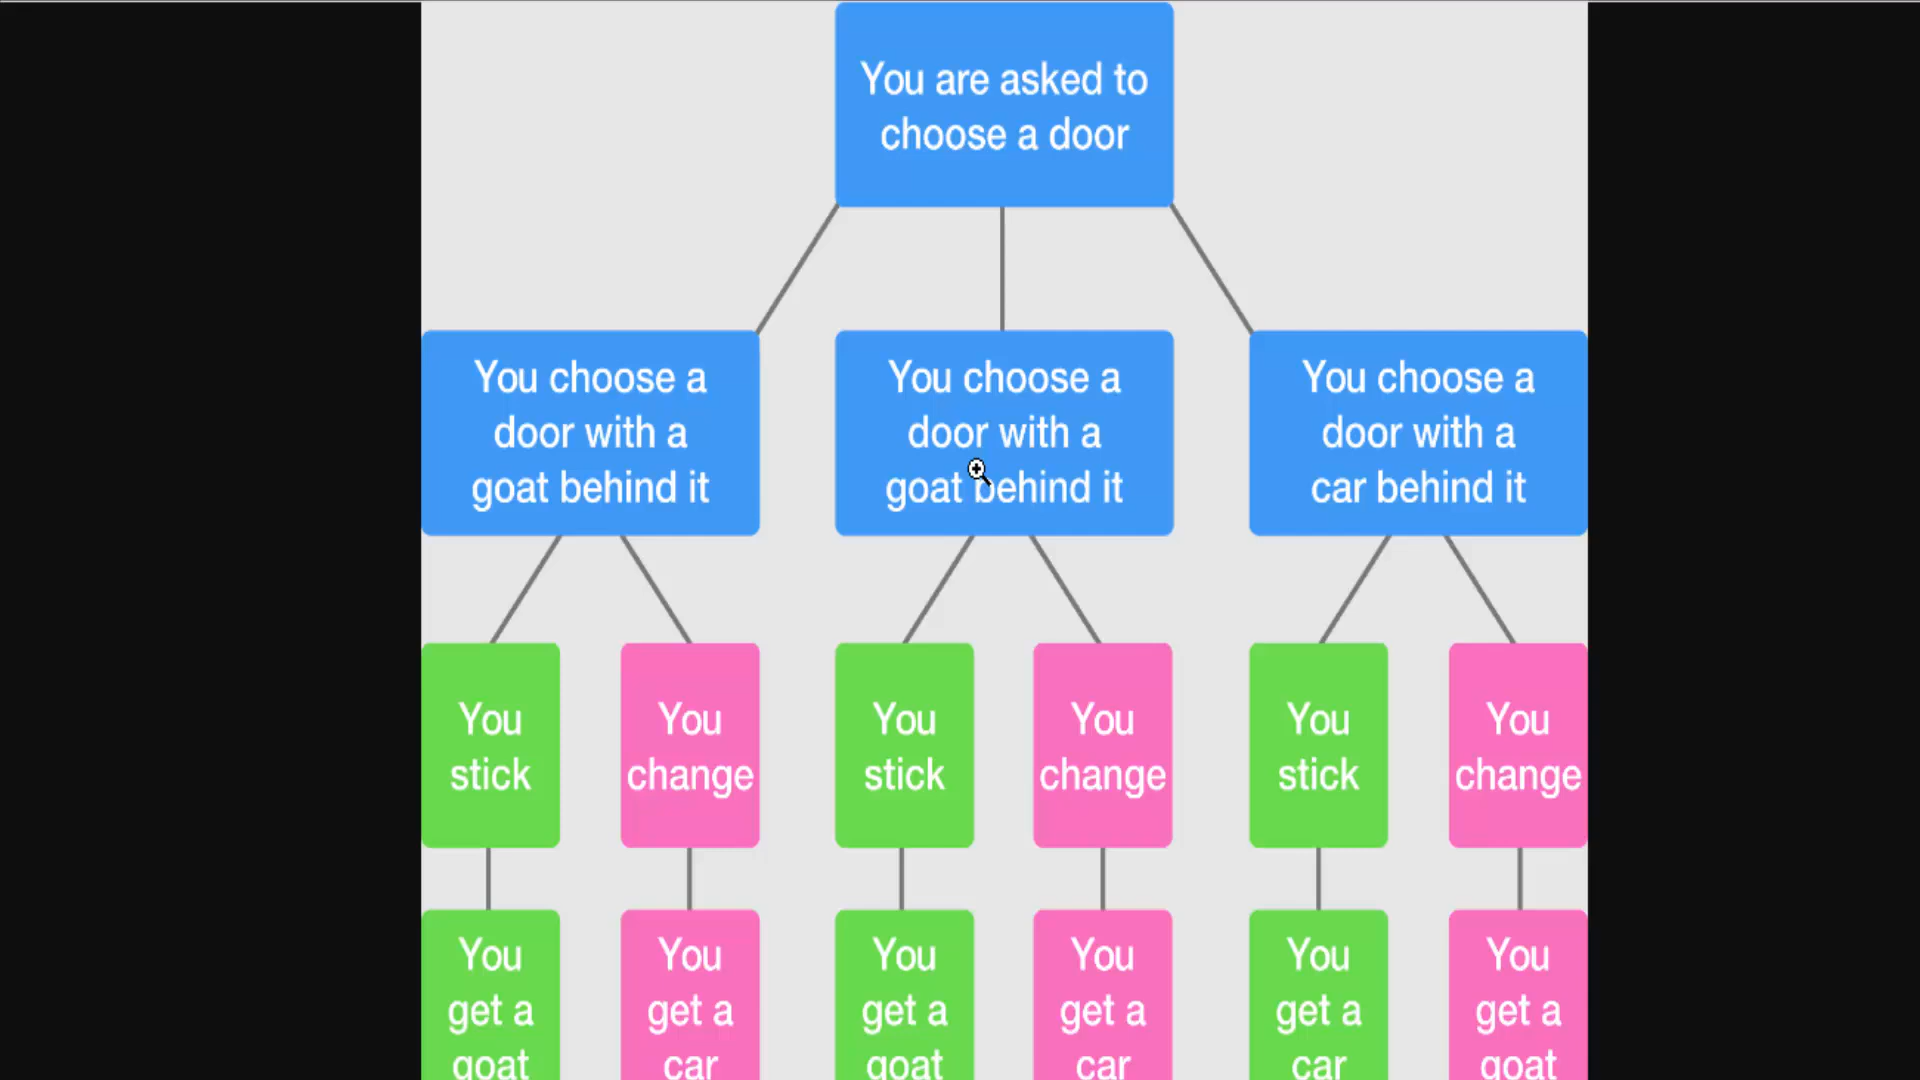 You are asked to
choose a door
You choose a
door with a
goat behind it
You choose a
door with a
goat behind it
You choose a
door with a
car behind it
You
stick
You
change
You
stick
You
change
You
stick
You
change
You
get a
goat
You
get a
car
You
get a
goat
You
get a
car
You
get a
car
You
get a
goat